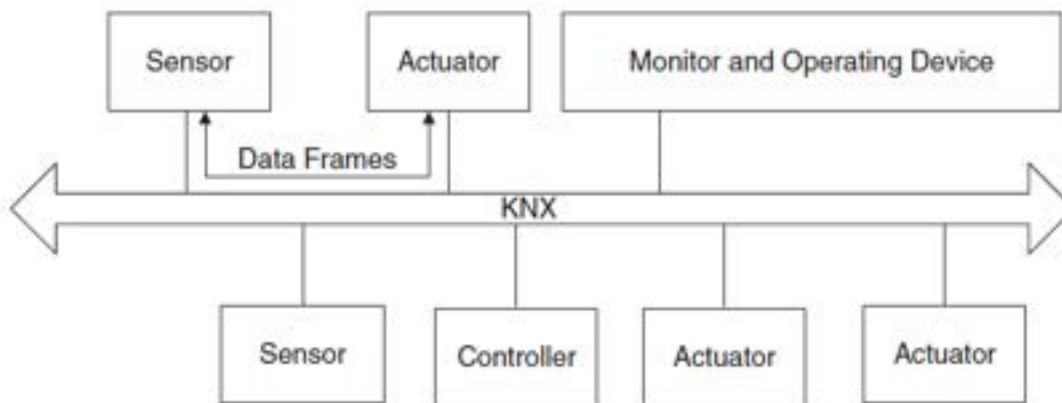 Sensor
Actuator
Monitor and Operating Device
Data Frames
KNX
Sensor
Controller
Actuator
Actuator